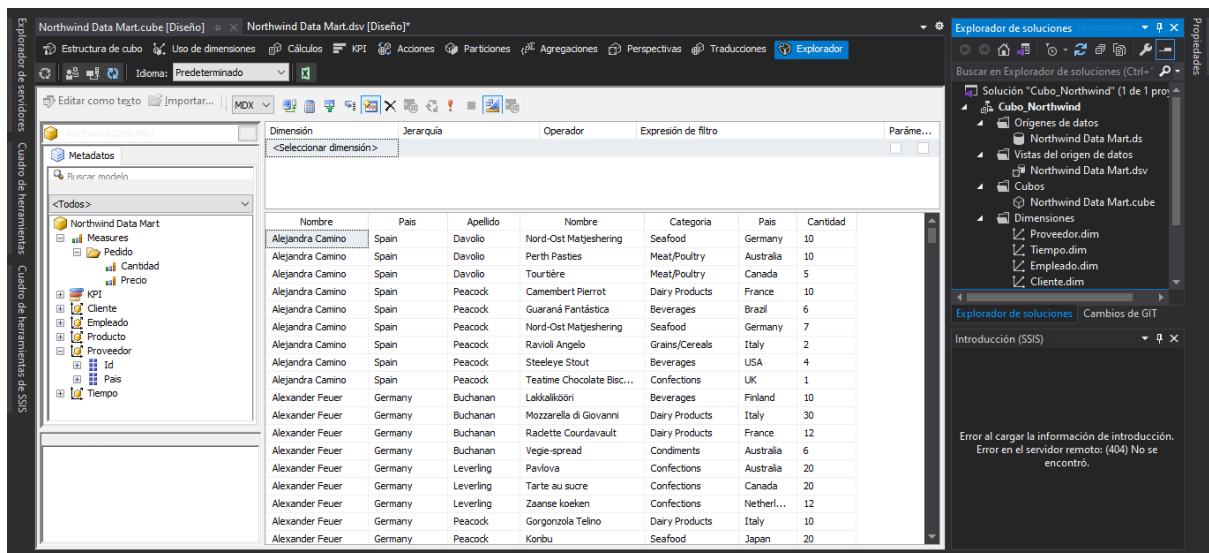 Northwind Data Mart.cube [Diseño] Northwind Data Mart.dsv [Diseño]*
Estructura de cubo Uso de dimensiones Cálculos KPI Acciones Particiones Agregaciones Perspectivas Traducciones Explorador
Idioma: Predeterminado
Editar como texto Importar... MDX
Northwind Data Mart
Metadatos
Buscar modelo
<Todos>
Northwind Data Mart
Measures
Pedido
Cantidad
Precio
KPI
Cliente
Empleado
Producto
Proveedor
Id
Pais
Tiempo
Dimensión Jerarquía Operador Expresión de filtro Paráme...
<Seleccionar dimensión>
Nombre Pais Apellido Nombre Categoria Pais Cantidad
Alejandra Camino Spain Davolio Nord-Ost Matjeshering Seafood Germany 10
Alejandra Camino Spain Davolio Perth Pasties Meat/Poultry Australia 10
Alejandra Camino Spain Davolio Tourtière Meat/Poultry Canada 5
Alejandra Camino Spain Peacock Camembert Pierrot Dairy Products France 10
Alejandra Camino Spain Peacock Guaraná Fantástica Beverages Brazil 6
Alejandra Camino Spain Peacock Nord-Ost Matjeshering Seafood Germany 7
Alejandra Camino Spain Peacock Ravioli Angelo Grains/Cereals Italy 2
Alejandra Camino Spain Peacock Steeleye Stout Beverages USA 4
Alejandra Camino Spain Peacock Teatime Chocolate Bisc... Confections UK 1
Alexander Feuer Germany Buchanan Lakkalikööri Beverages Finland 10
Alexander Feuer Germany Buchanan Mozzarella di Giovanni Dairy Products Italy 30
Alexander Feuer Germany Buchanan Raclette Courdavault Dairy Products France 12
Alexander Feuer Germany Buchanan Vegie-spread Condiments Australia 6
Alexander Feuer Germany Leverling Pavlova Confections Australia 20
Alexander Feuer Germany Leverling Tarte au sucre Confections Canada 20
Alexander Feuer Germany Leverling Zaanse koeken Confections Netherl... 12
Alexander Feuer Germany Peacock Gorgonzola Telino Dairy Products Italy 10
Alexander Feuer Germany Peacock Konbu Seafood Japan 20
Explorador de soluciones
Buscar en Explorador de soluciones (Ctrl+
Solución "Cubo_Northwind" (1 de 1 proy
Cubo_Northwind
Orígenes de datos
Northwind Data Mart.ds
Vistas del origen de datos
Northwind Data Mart.dsv
Cubos
Northwind Data Mart.cube
Dimensiones
Proveedor.dim
Tiempo.dim
Empleado.dim
Cliente.dim
Explorador de soluciones Cambios de GIT
Introducción (SSIS)
Error al cargar la información de introducción.
Error en el servidor remoto: (404) No se
encontró.
Explorador de servidores
Cuadro de herramientas
Cuadro de herramientas de SSIS
Propiedades